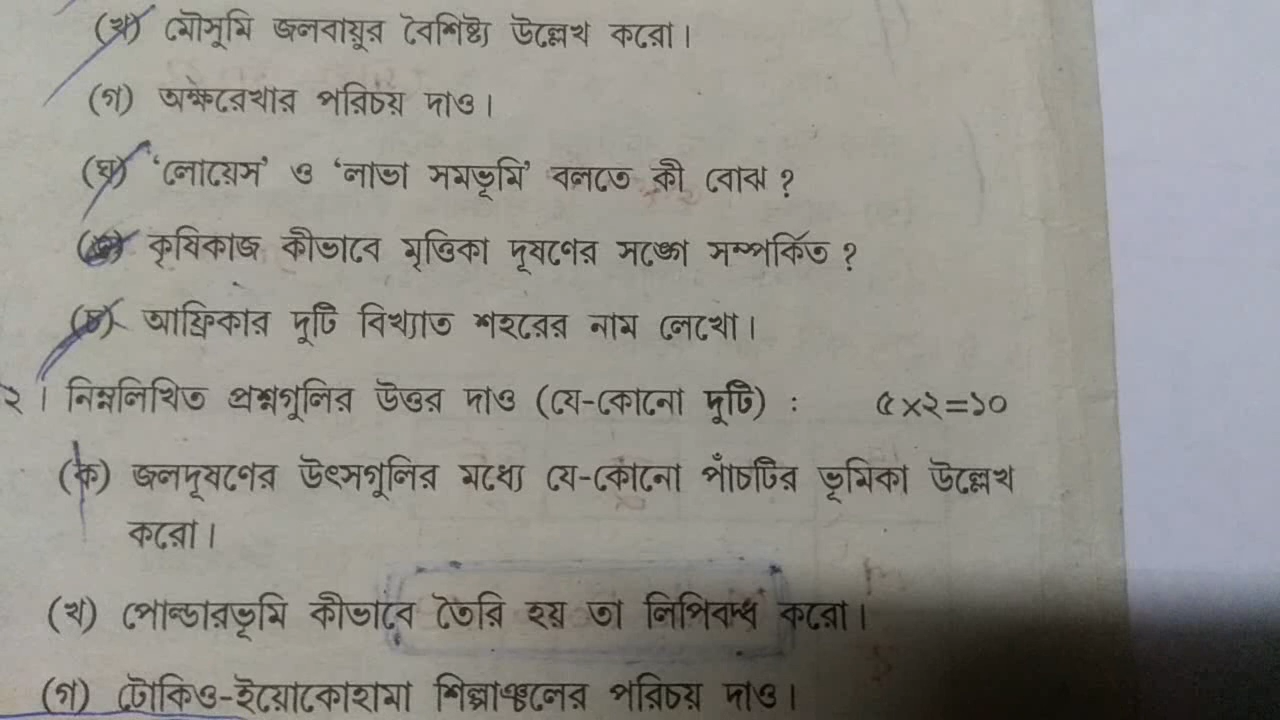 (খ) মৌসুমি জলবায়ুর বৈশিষ্ট্য উল্লেখ করো।
(গ) অক্ষরেখার পরিচয় দাও।
(ঘ) 'লোয়েস' ও 'লাভা সমভূমি' বলতে কী বোঝ ?
(ঙ) কৃষিকাজ কীভাবে মৃত্তিকা দূষণের সঙ্গে সম্পর্কিত ?
(চ) আফ্রিকার দুটি বিখ্যাত শহরের নাম লেখো।
২। নিম্নলিখিত প্রশ্নগুলির উত্তর দাও (যে-কোনো দুটি) : ৫×২=১০
(ক) জলদূষণের উৎসগুলির মধ্যে যে-কোনো পাঁচটির ভূমিকা উল্লেখ
করো।
(খ) পোল্ডারভূমি কীভাবে তৈরি হয় তা লিপিবদ্ধ করো।
(গ) টোকিও-ইয়োকোহামা শিল্পাঞ্চলের পরিচয় দাও।